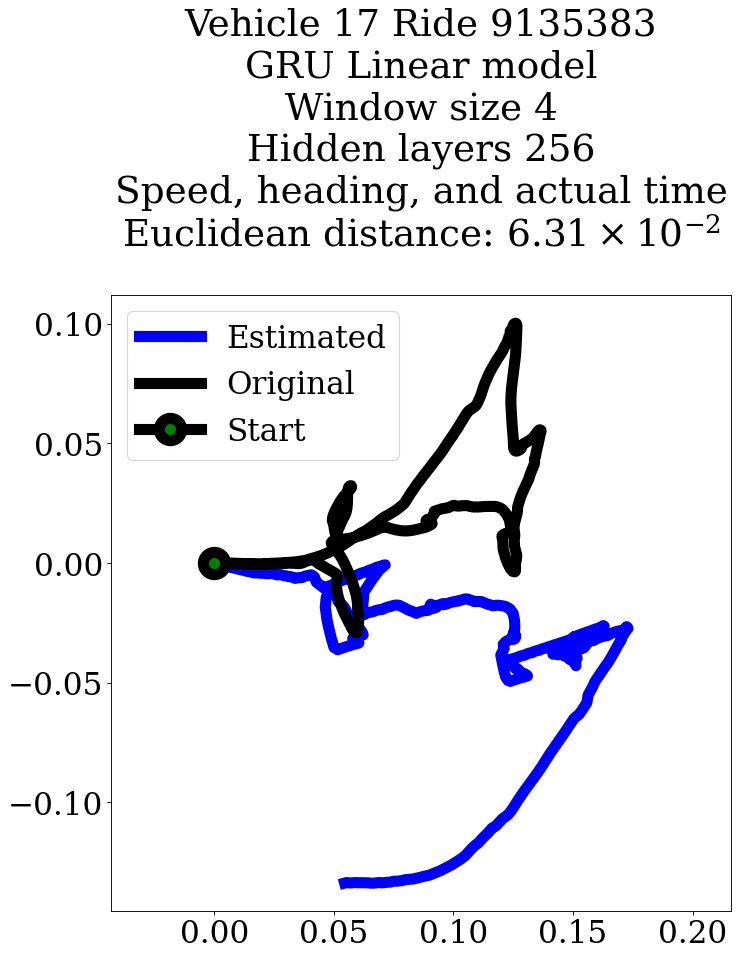 Vehicle 17 Ride 9135383
GRU Linear model
Window size 4
Hidden layers 256
Speed, heading, and actual time
Euclidean distance: 6.31 × 10⁻²
Estimated
Original
Start
0.10
0.05
0.00
−0.05
−0.10
0.00 0.05 0.10 0.15 0.20